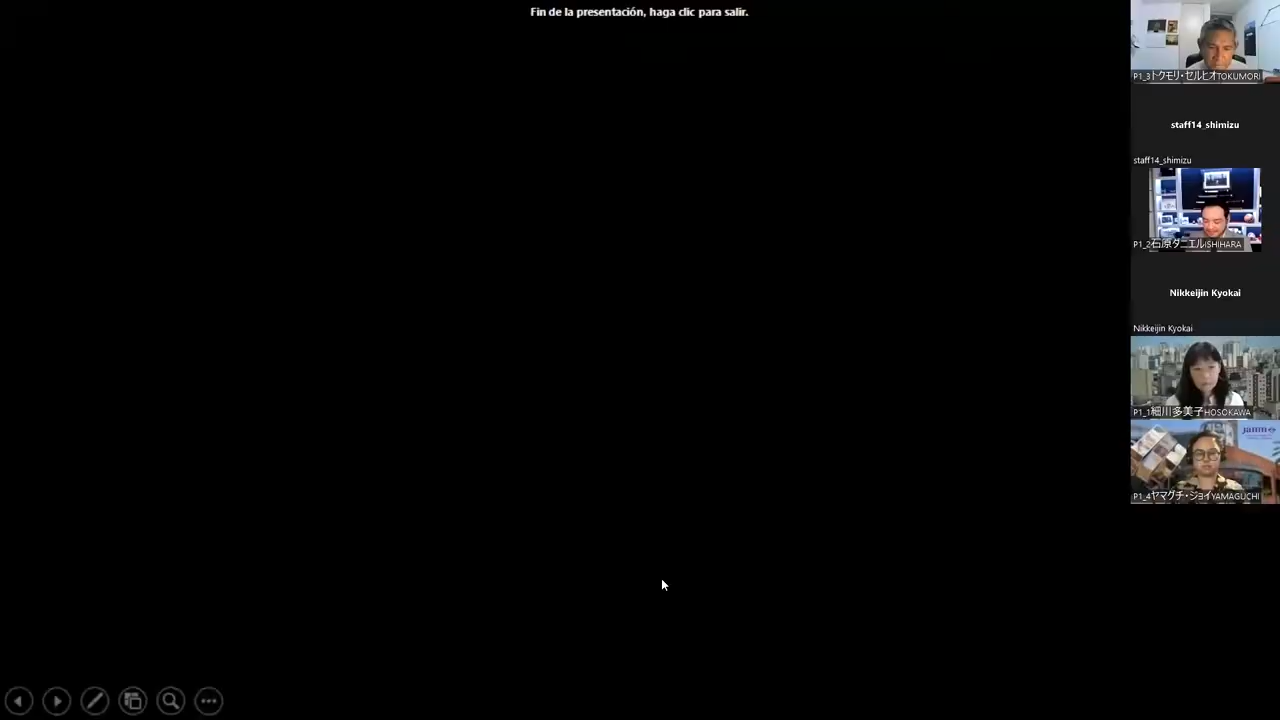 Fin de la presentación, haga clic para salir.
P1_3トクモリ・セルヒオTOKUMORI
staff14_shimizu
staff14_shimizu
P1_2石原ダニエルISHIHARA
Nikkeijin Kyokai
Nikkeijin Kyokai
P1_1細川多美子HOSOKAWA
janm
P1_4ヤマグチ・ジョイYAMAGUCHI